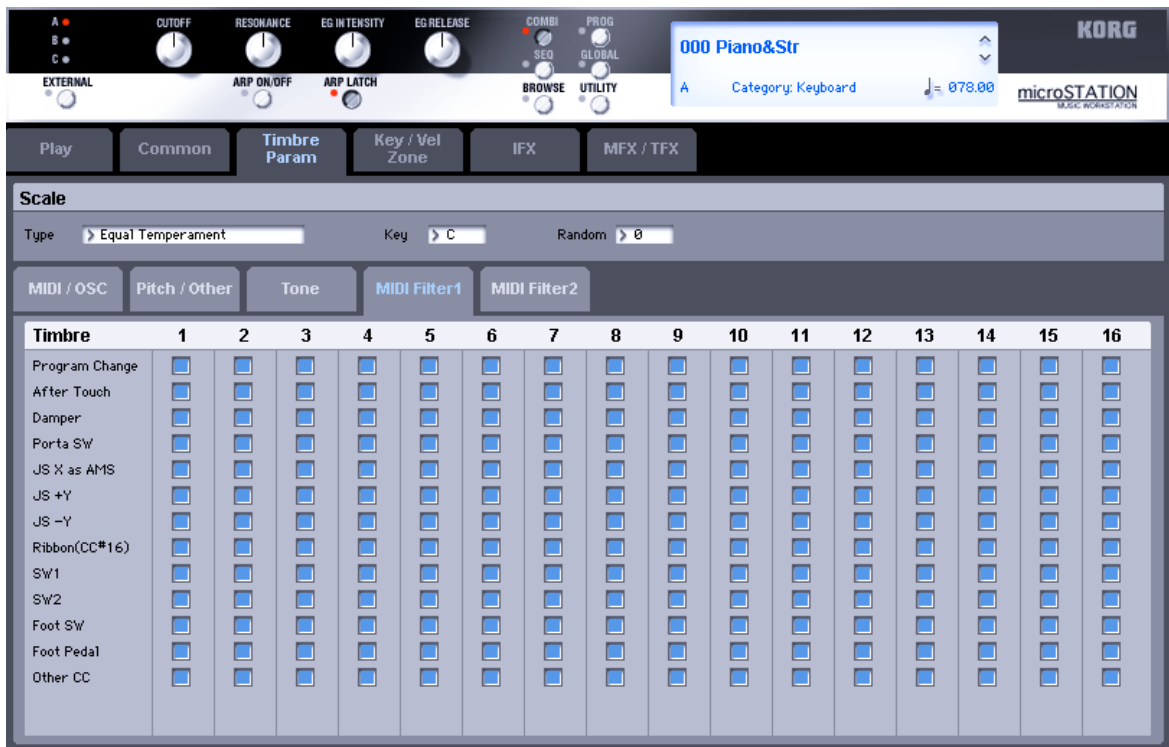 A CUTOFF RESONANCE EG INTENSITY EG RELEASE COMBI PROG KORG
B
C SEQ GLOBAL
000 Piano&Str
EXTERNAL ARP ON/OFF ARP LATCH BROWSE UTILITY
A Category: Keyboard ♩= 078.00
microSTATION
MUSIC WORKSTATION
Play Common Timbre Param Key / Vel Zone IFX MFX / TFX
Scale
Type Equal Temperament Key C Random 0
MIDI / OSC Pitch / Other Tone MIDI Filter1 MIDI Filter2
Timbre 1 2 3 4 5 6 7 8 9 10 11 12 13 14 15 16
Program Change
After Touch
Damper
Porta SW
JS X as AMS
JS +Y
JS -Y
Ribbon(CC#16)
SW1
SW2
Foot SW
Foot Pedal
Other CC